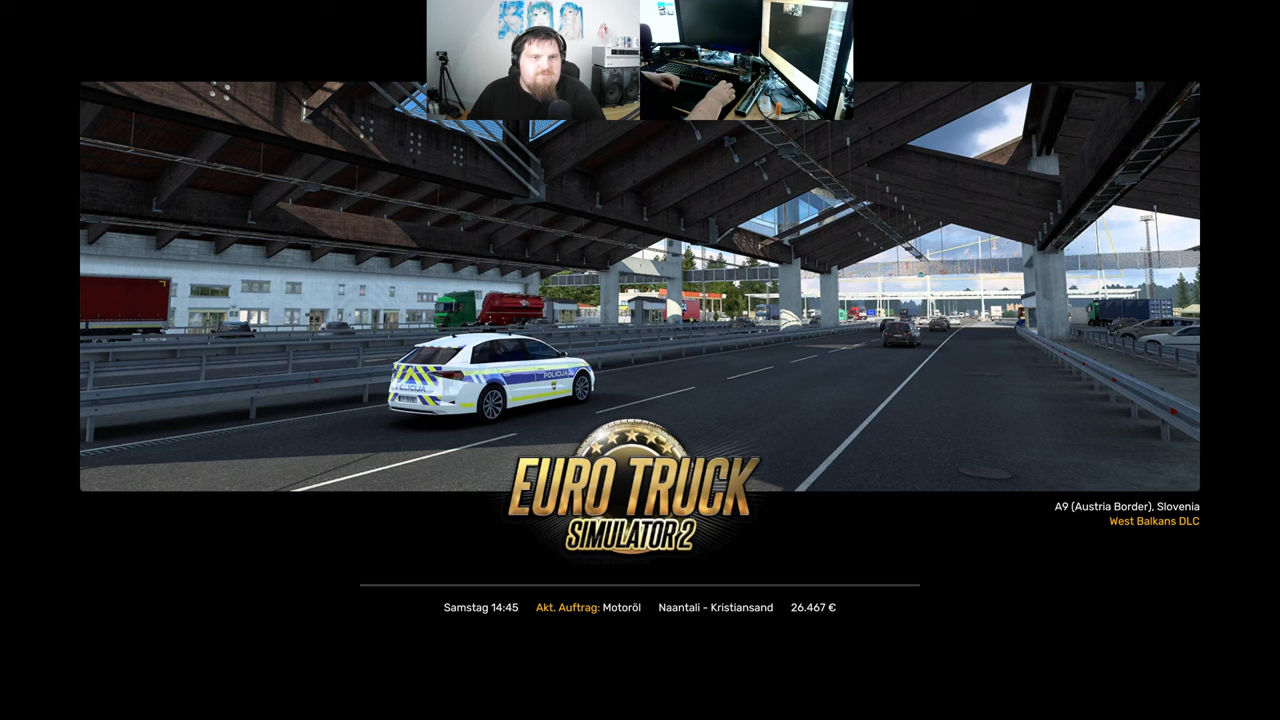 POLICIJA
POLICIJA
EURO TRUCK
SIMULATOR 2
A9 (Austria Border), Slovenia
West Balkans DLC
Samstag 14:45 Akt. Auftrag: Motoröl Naantali - Kristiansand 26.467 €